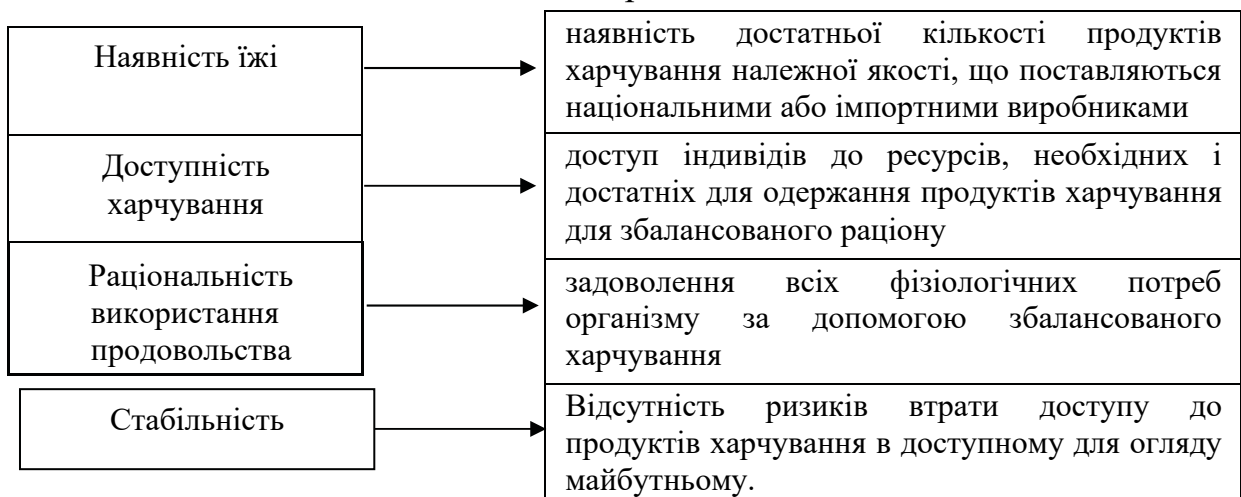 Наявність їжі
наявність достатньої кількості продуктів
харчування належної якості, що поставляються
національними або імпортними виробниками
Доступність
харчування
доступ індивідів до ресурсів, необхідних і
достатніх для одержання продуктів харчування
для збалансованого раціону
Раціональність
використання
продовольства
задоволення всіх фізіологічних потреб
організму за допомогою збалансованого
харчування
Стабільність
Відсутність ризиків втрати доступу до
продуктів харчування в доступному для огляду
майбутньому.